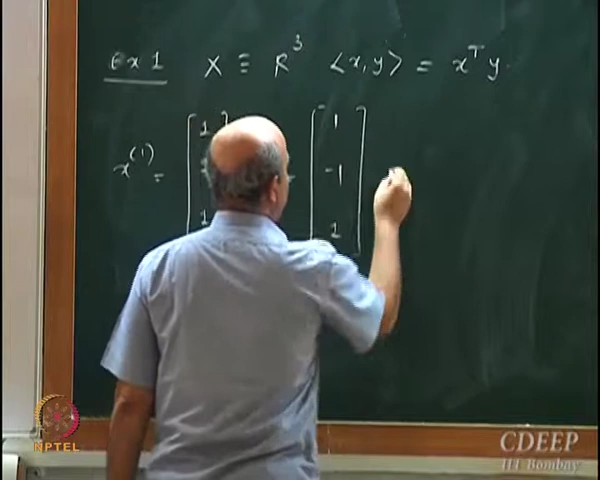 ex 1 X ≡ R³ <x,y> = xᵀy.
x⁽¹⁾ = [1
1]
[1
-1
1]
NPTEL
CDEEP
IIT Bombay